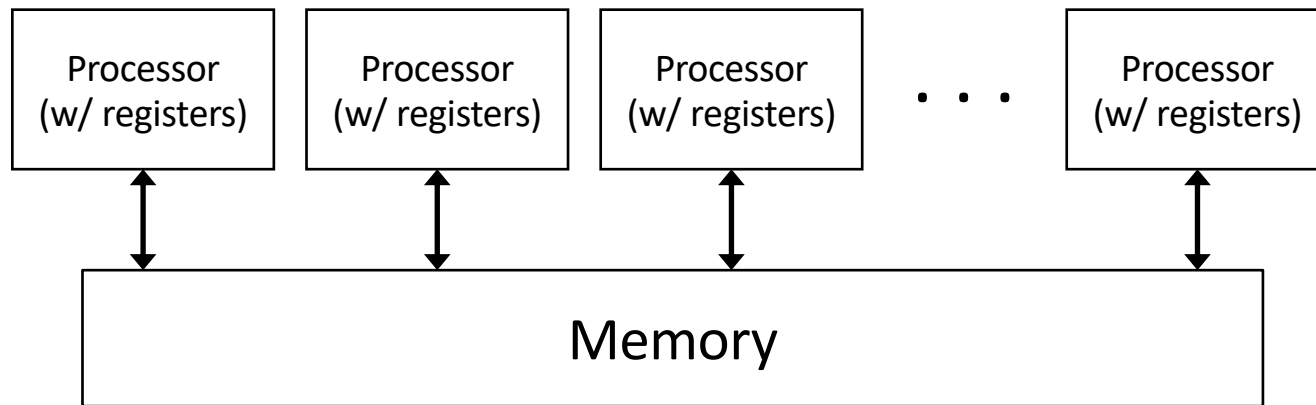 Processor
(w/ registers)
Processor
(w/ registers)
Processor
(w/ registers)
. . .
Processor
(w/ registers)
Memory